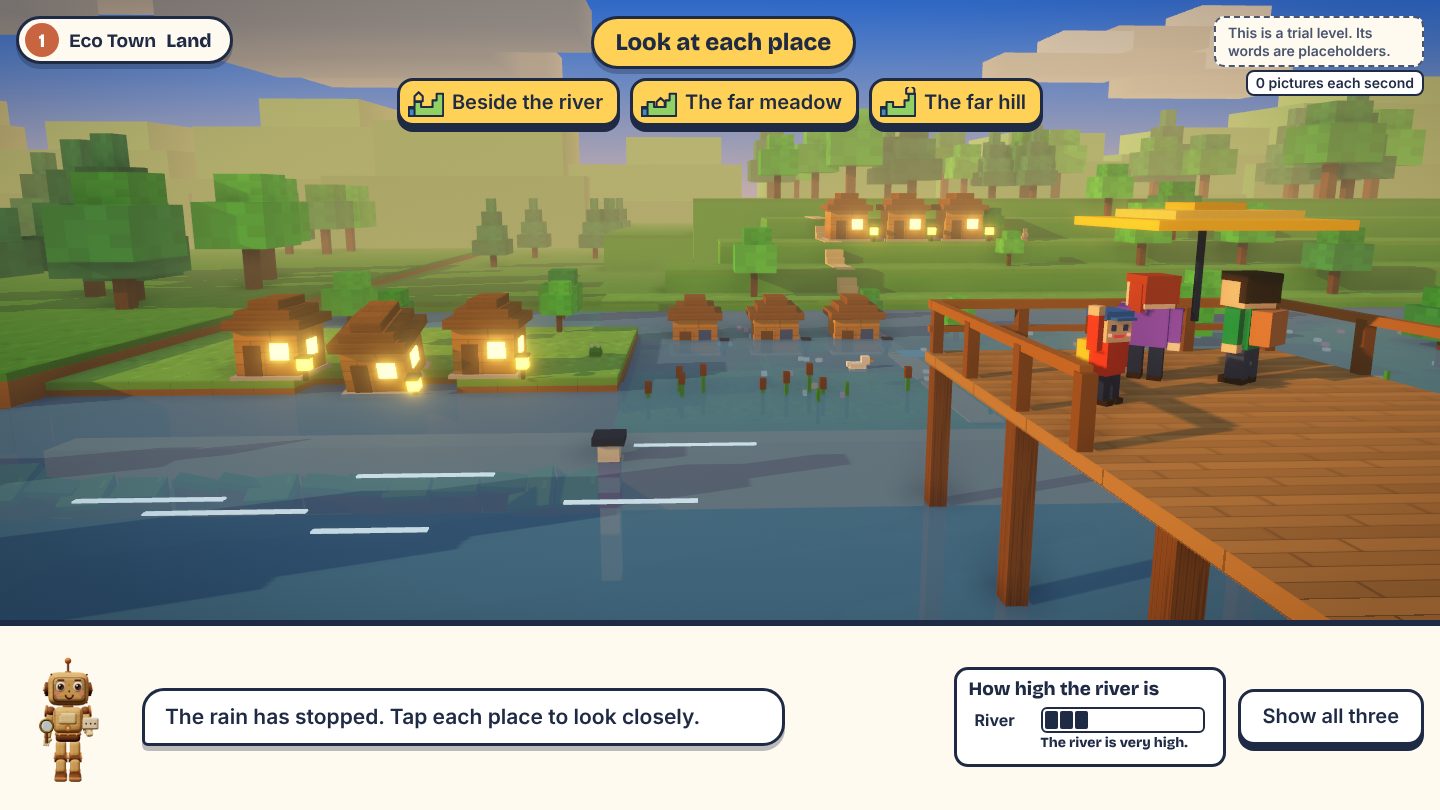 1 Eco Town Land
Look at each place
This is a trial level. Its
words are placeholders.
0 pictures each second
Beside the river
The far meadow
The far hill
The rain has stopped. Tap each place to look closely.
How high the river is
River
The river is very high.
Show all three